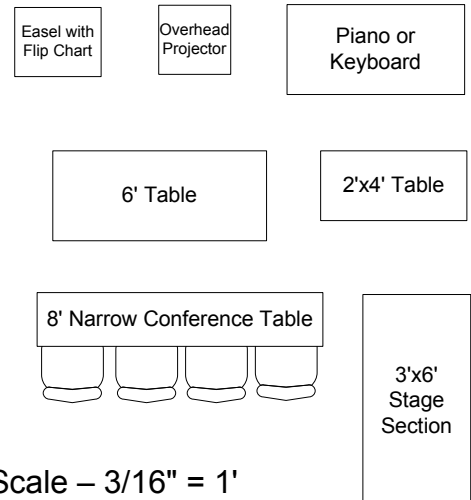 Easel with
Flip Chart
Overhead
Projector
Piano or
Keyboard
6' Table
2'x4' Table
8' Narrow Conference Table
3'x6'
Stage
Section
Scale – 3/16" = 1'